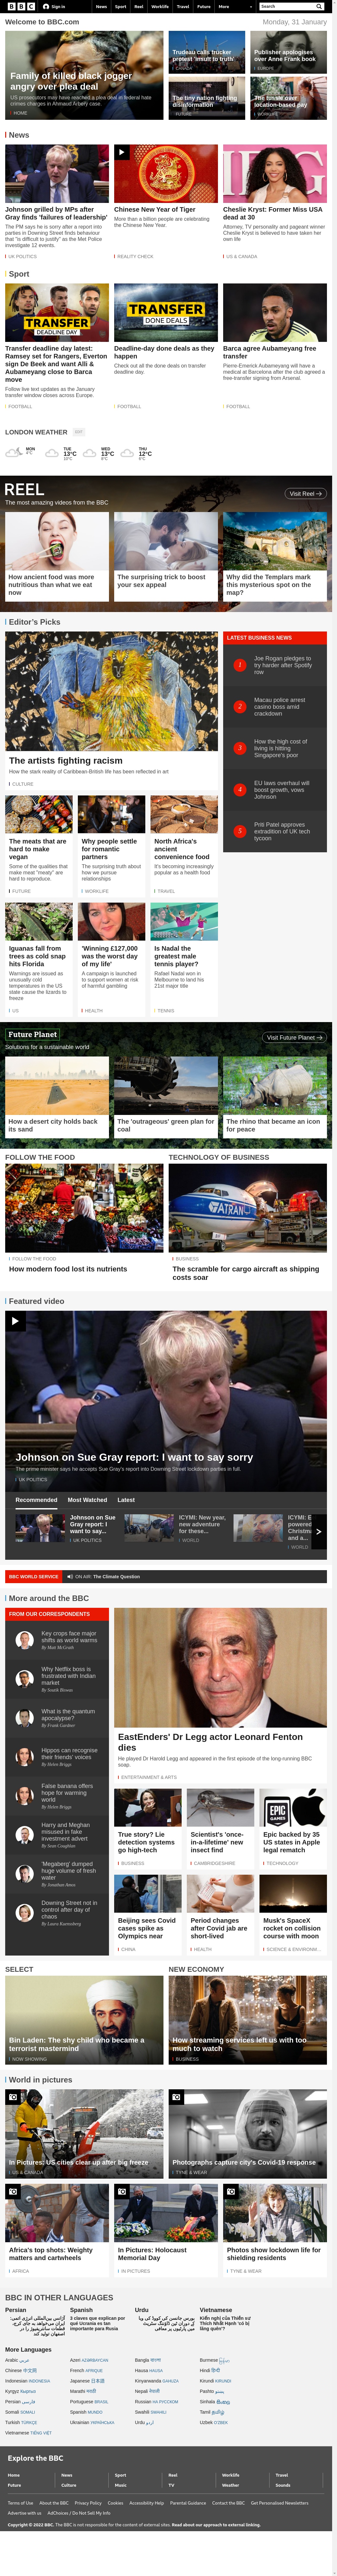 BBC Sign in News Sport Reel Worklife Travel Future More Search
Welcome to BBC.com
Monday, 31 January
Family of killed black jogger
angry over plea deal
US prosecutors may have reached a plea deal in federal hate
crimes charges in Ahmaud Arbery case.
HOME
Trudeau calls trucker
protest 'insult to truth'
CANADA
Publisher apologises
over Anne Frank book
EUROPE
The tiny nation fighting
disinformation
FUTURE
The tussle over
location-based pay
WORKLIFE
News
Johnson grilled by MPs after
Gray finds 'failures of leadership'
The PM says he is sorry after a report into
parties in Downing Street finds behaviour
that "is difficult to justify" as the Met Police
investigate 12 events.
UK POLITICS
Chinese New Year of Tiger
More than a billion people are celebrating
the Chinese New Year.
REALITY CHECK
Cheslie Kryst: Former Miss USA
dead at 30
Attorney, TV personality and pageant winner
Cheslie Kryst is believed to have taken her
own life
US & CANADA
Sport
TRANSFER
DEADLINE DAY
Transfer deadline day latest:
Ramsey set for Rangers, Everton
sign De Beek and want Alli &
Aubameyang close to Barca
move
Follow live text updates as the January
transfer window closes across Europe.
FOOTBALL
TRANSFER
DONE DEALS
Deadline-day done deals as they
happen
Check out all the done deals on transfer
deadline day.
FOOTBALL
Barca agree Aubameyang free
transfer
Pierre-Emerick Aubameyang will have a
medical at Barcelona after the club agreed a
free-transfer signing from Arsenal.
FOOTBALL
LONDON WEATHER
EDIT
MON
TUE
13°C
10°C
WED
13°C
THU
12°C
REEL
The most amazing videos from the BBC
Visit Reel
How ancient food was more
nutritious than what we eat
now
The surprising trick to boost
your sex appeal
Why did the Templars mark
this mysterious spot on the
map?
Editor's Picks
The artists fighting racism
How the stark reality of Caribbean-British life has been reflected in art
CULTURE
LATEST BUSINESS NEWS
1 Joe Rogan pledges to
try harder after Spotify
row
2 Macau police arrest
casino boss amid
crackdown
3 How the high cost of
living is hitting
Singapore's poor
4 EU laws overhaul will
boost growth, vows
Johnson
5 Priti Patel approves
extradition of UK tech
tycoon
The meats that are
hard to make
vegan
Some of the qualities that
make meat "meaty" are
hard to reproduce.
FUTURE
Why people settle
for romantic
partners
The surprising truth about
how we pursue
relationships
WORKLIFE
North Africa's
ancient
convenience food
It's becoming increasingly
popular as a health food
TRAVEL
Iguanas fall from
trees as cold snap
hits Florida
Warnings are issued as
unusually cold
temperatures in the US
state cause the lizards to
freeze
US
'Winning £127,000
was the worst day
of my life'
A campaign is launched
to support women at risk
of harmful gambling
HEALTH
Is Nadal the
greatest male
tennis player?
Rafael Nadal won in
Melbourne to land his
21st major title
TENNIS
Future Planet
Solutions for a sustainable world
Visit Future Planet
How a desert city holds back
its sand
The 'outrageous' green plan for
coal
The rhino that became an icon
for peace
FOLLOW THE FOOD
FOLLOW THE FOOD
How modern food lost its nutrients
TECHNOLOGY OF BUSINESS
BUSINESS
The scramble for cargo aircraft as shipping
costs soar
Featured video
Johnson on Sue Gray report: I want to say sorry
The prime minister says he accepts Sue Gray's report into Downing Street lockdown parties in full.
UK POLITICS
Recommended Most Watched Latest
Johnson on Sue
Gray report: I
want to say...
UK POLITICS
ICYMI: New year,
new adventure
for these...
WORLD
WORLD
BBC WORLD SERVICE
ON AIR: The Climate Question
More around the BBC
FROM OUR CORRESPONDENTS
Key crops face major
shifts as world warms
By Matt McGrath
Why Netflix boss is
frustrated with Indian
market
What is the quantum
apocalypse?
By Frank Gardner
Hippos can recognise
their friends' voices
By Helen Briggs
False banana offers
hope for warming
world
By Helen Briggs
Harry and Meghan
misused in fake
investment advert
By Sean Coughlan
'Megaberg' dumped
huge volume of fresh
water
By Jonathan Amos
Downing Street not in
control after day of
chaos
By Laura Kuenssberg
EastEnders' Dr Legg actor Leonard Fenton
dies
He played Dr Harold Legg and appeared in the first episode of the long-running BBC
soap.
ENTERTAINMENT & ARTS
True story? Lie
detection systems
go high-tech
BUSINESS
Scientist's 'once-
in-a-lifetime' new
insect find
CAMBRIDGESHIRE
Epic backed by 35
US states in Apple
legal rematch
TECHNOLOGY
Beijing sees Covid
cases spike as
Olympics near
CHINA
Period changes
after Covid jab are
short-lived
HEALTH
Musk's SpaceX
rocket on collision
course with moon
SCIENCE & ENVIRONM...
SELECT
Bin Laden: The shy child who became a
terrorist mastermind
NOW SHOWING
NEW ECONOMY
How streaming services left us with too
much to watch
BUSINESS
World in pictures
In Pictures: US cities clear up after big freeze
US & CANADA
Photographs capture city's Covid-19 response
TYNE & WEAR
Africa's top shots: Weighty
matters and cartwheels
AFRICA
In Pictures: Holocaust
Memorial Day
IN PICTURES
Photos show lockdown life for
shielding residents
TYNE & WEAR
BBC IN OTHER LANGUAGES
Persian
Spanish
3 claves que explican por
qué Ucrania es tan
importante para Rusia
Urdu
Vietnamese
Kiến nghị của Thiền sư
Thích Nhất Hạnh 'có bị
lãng quên'?
More Languages
Arabic عربي
Azeri AZƏRBAYCAN
Bangla বাংলা
Burmese
Chinese 中文网
French AFRIQUE
Hausa HAUSA
Hindi हिन्दी
Indonesian INDONESIA
Japanese 日本語
Kinyarwanda GAHUZA
Kirundi KIRUNDI
Kyrgyz Кыргыз
Marathi मराठी
Nepali नेपाली
Pashto پښتو
Persian فارسی
Portuguese BRASIL
Russian НА РУССКОМ
Sinhala සිංහල
Somali SOMALI
Spanish MUNDO
Swahili SWAHILI
Tamil தமிழ்
Turkish TÜRKÇE
Ukrainian УКРАЇНСЬКА
Urdu اردو
Uzbek O'ZBEK
Vietnamese TIẾNG VIỆT
Explore the BBC
Home News Sport Reel Worklife Travel
Future Culture Music TV Weather Sounds
Terms of Use About the BBC Privacy Policy Cookies Accessibility Help Parental Guidance Contact the BBC Get Personalised Newsletters
Advertise with us AdChoices / Do Not Sell My Info
Copyright © 2022 BBC. The BBC is not responsible for the content of external sites. Read about our approach to external linking.